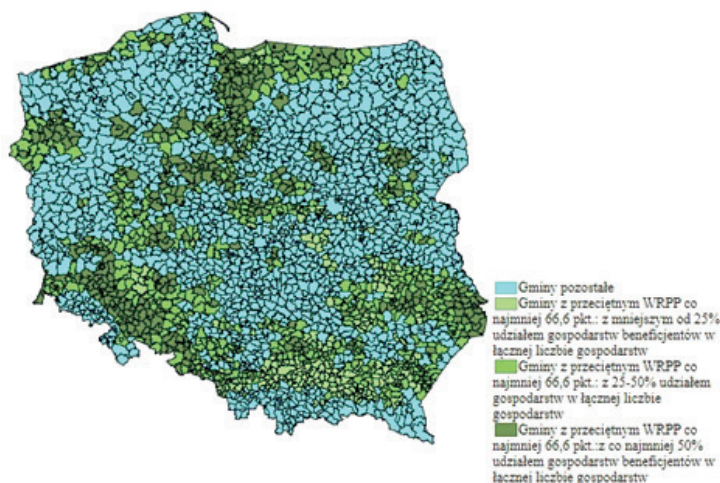 Gminy pozostałe
Gminy z przeciętnym WRPP co
najmniej 66,6 pkt.: z mniejszym od 25%
udziałem gospodarstw beneficjentów w
łącznej liczbie gospodarstw
Gminy z przeciętnym WRPP co
najmniej 66,6 pkt.: z 25-50% udziałem
gospodarstw w łącznej liczbie
gospodarstw
Gminy z przeciętnym WRPP co
najmniej 66,6 pkt.:z co najmniej 50%
udziałem gospodarstw beneficjentów w
łącznej liczbie gospodarstw